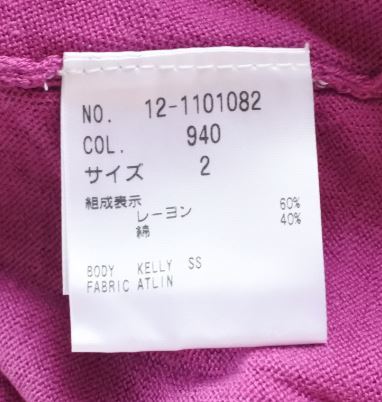 NO. 12-1101082
COL. 940
サイズ 2
組成表示
レーヨン 60%
綿 40%
BODY KELLY SS
FABRIC ATLIN